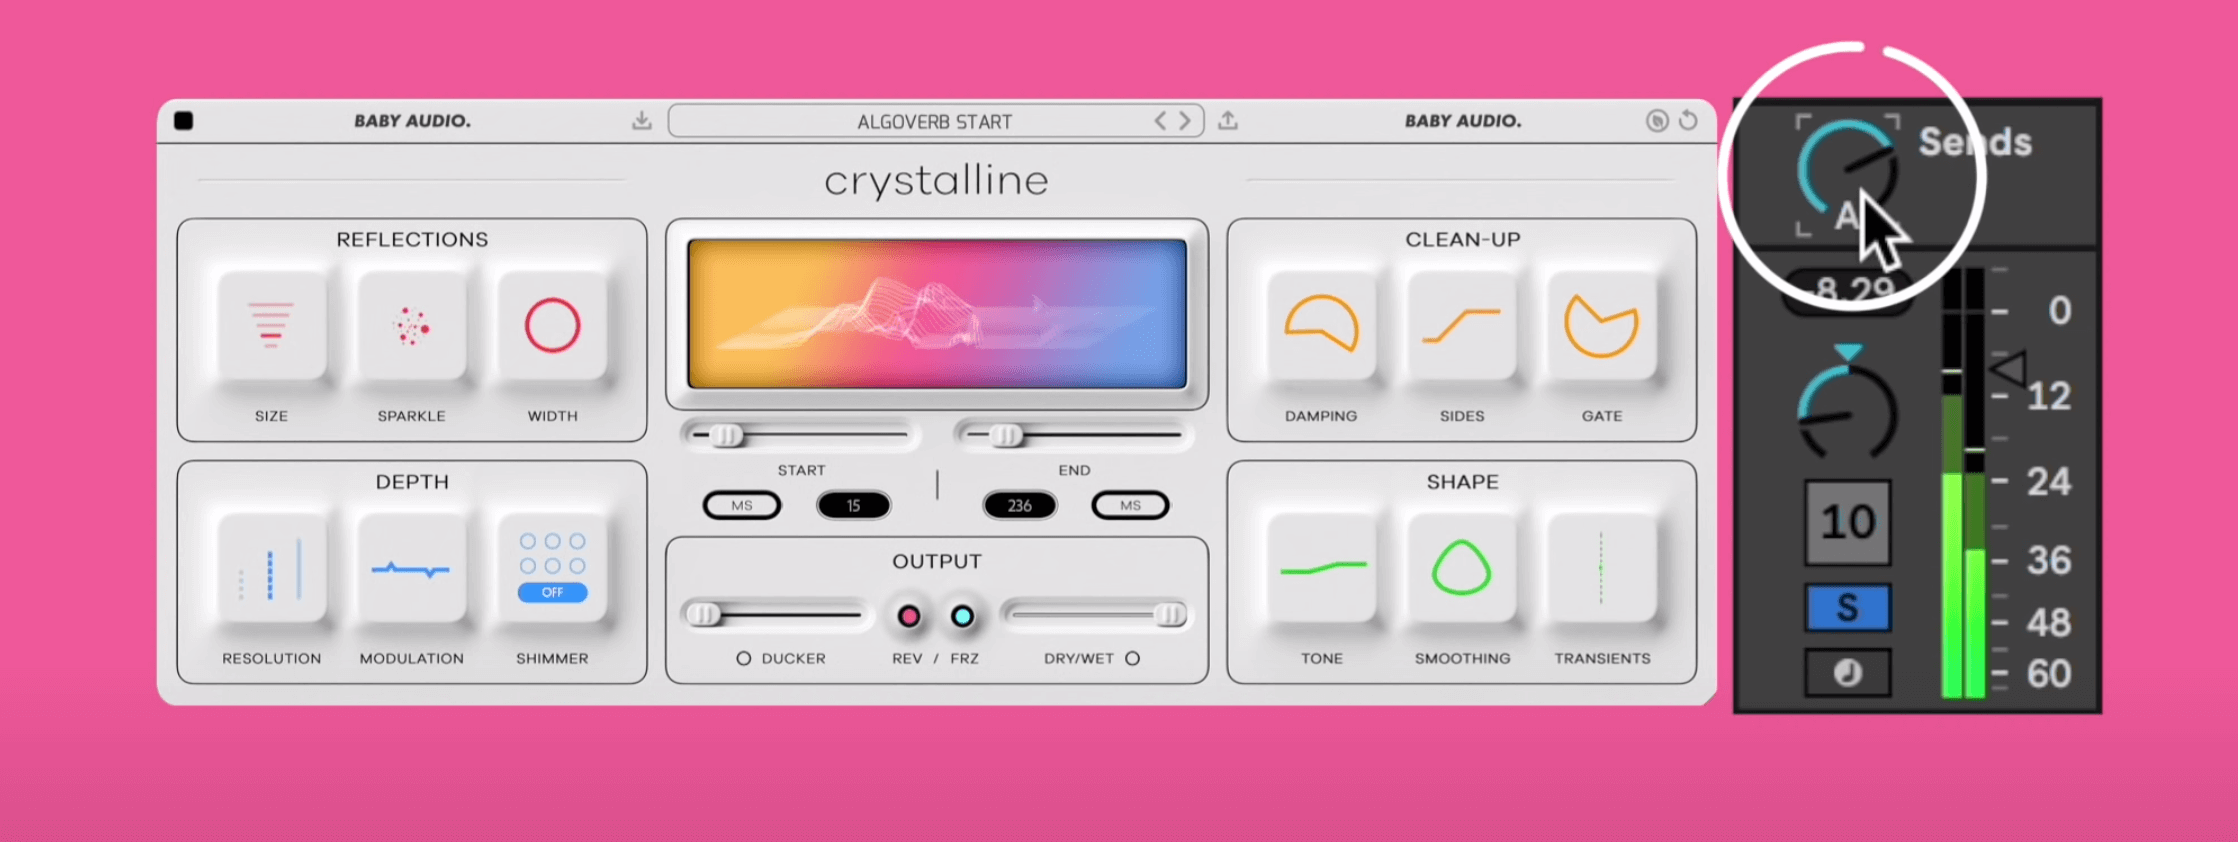 BABY AUDIO.
ALGOVERB START
BABY AUDIO.
crystalline
REFLECTIONS
SIZE SPARKLE WIDTH
DEPTH
OFF
RESOLUTION MODULATION SHIMMER
START END
MS 15 236 MS
OUTPUT
DUCKER REV / FRZ DRY/WET
CLEAN-UP
DAMPING SIDES GATE
SHAPE
TONE SMOOTHING TRANSIENTS
Sends
A
-8.29
0
12
24
10
36
S
48
60